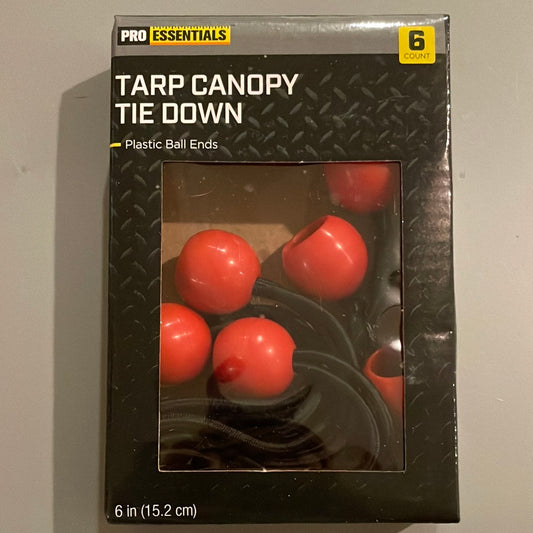 PRO ESSENTIALS
6
COUNT
TARP CANOPY
TIE DOWN
Plastic Ball Ends
6 in (15.2 cm)